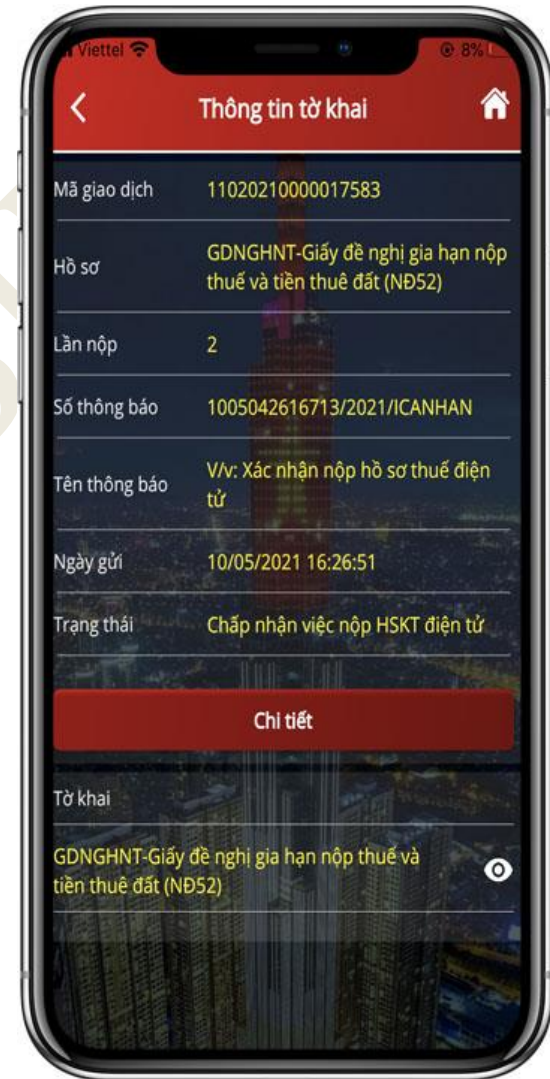 Viettel
8%
Thông tin tờ khai
Mã giao dịch 11020210000017583
Hồ sơ GDNGHNT-Giấy đề nghị gia hạn nộp
thuế và tiền thuê đất (NĐ52)
Lần nộp 2
Số thông báo 1005042616713/2021/ICANHAN
Tên thông báo V/v: Xác nhận nộp hồ sơ thuế điện
tử
Ngày gửi 10/05/2021 16:26:51
Trạng thái Chấp nhận việc nộp HSKT điện tử
Chi tiết
Tờ khai
GDNGHNT-Giấy đề nghị gia hạn nộp thuế và
tiền thuê đất (NĐ52)